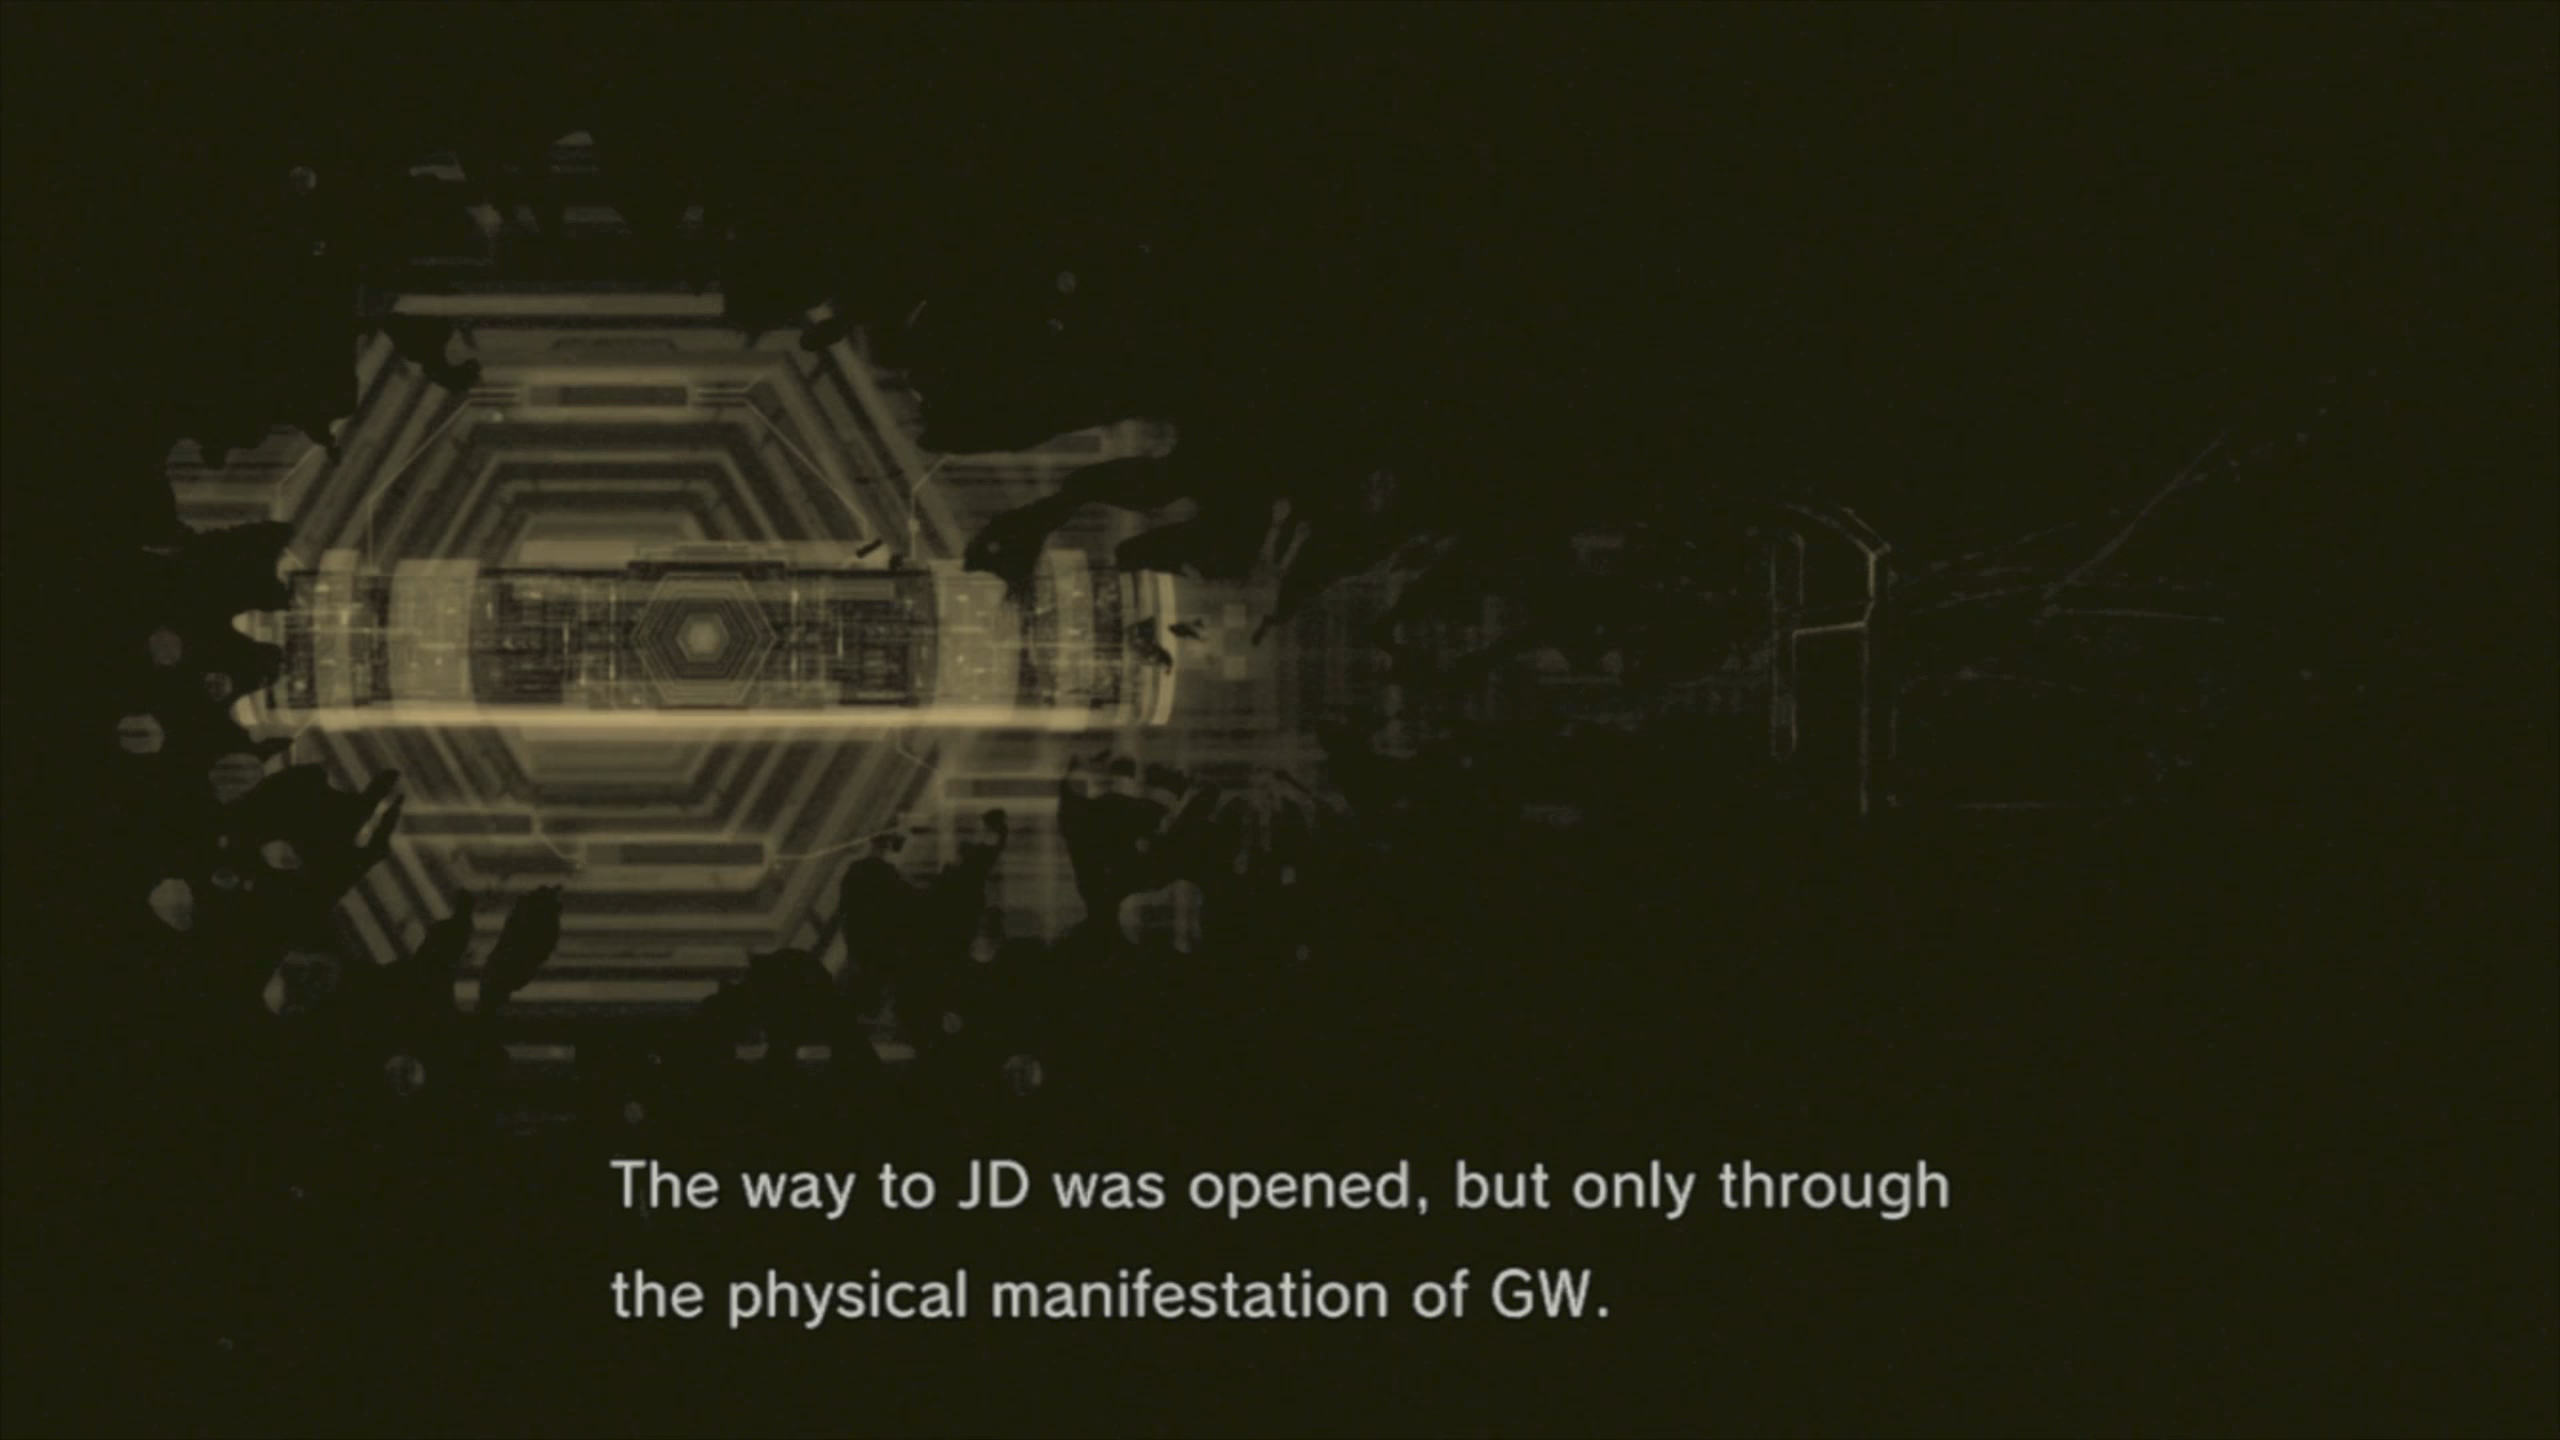 The way to JD was opened, but only through
the physical manifestation of GW.